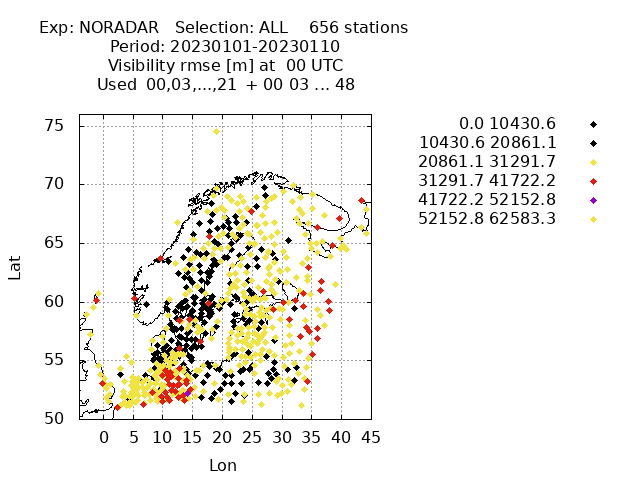 Exp: NORADAR   Selection: ALL    656 stations
Period: 20230101-20230110
Visibility rmse [m] at  00 UTC
Used  00,03,...,21  + 00 03 ... 48
0.0 10430.6
10430.6 20861.1
20861.1 31291.7
31291.7 41722.2
41722.2 52152.8
52152.8 62583.3
75
70
65
60
55
50
Lat
0 5 10 15 20 25 30 35 40 45
Lon